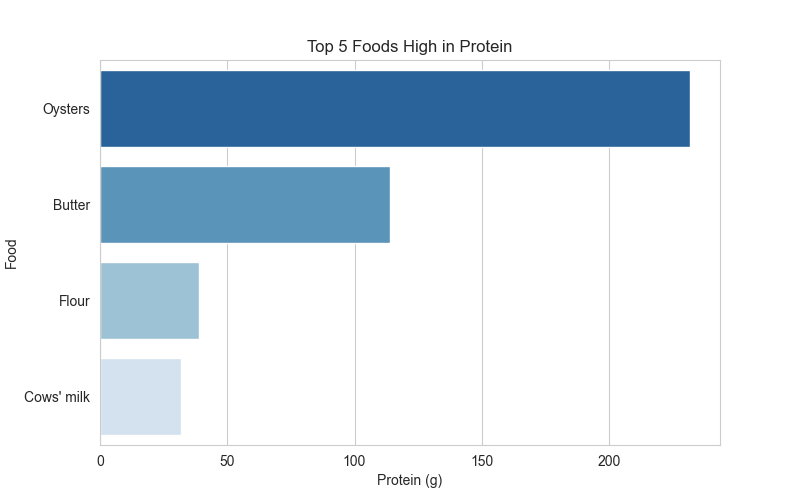 Top 5 Foods High in Protein
Food
Oysters
Butter
Flour
Cows' milk
0 50 100 150 200
Protein (g)